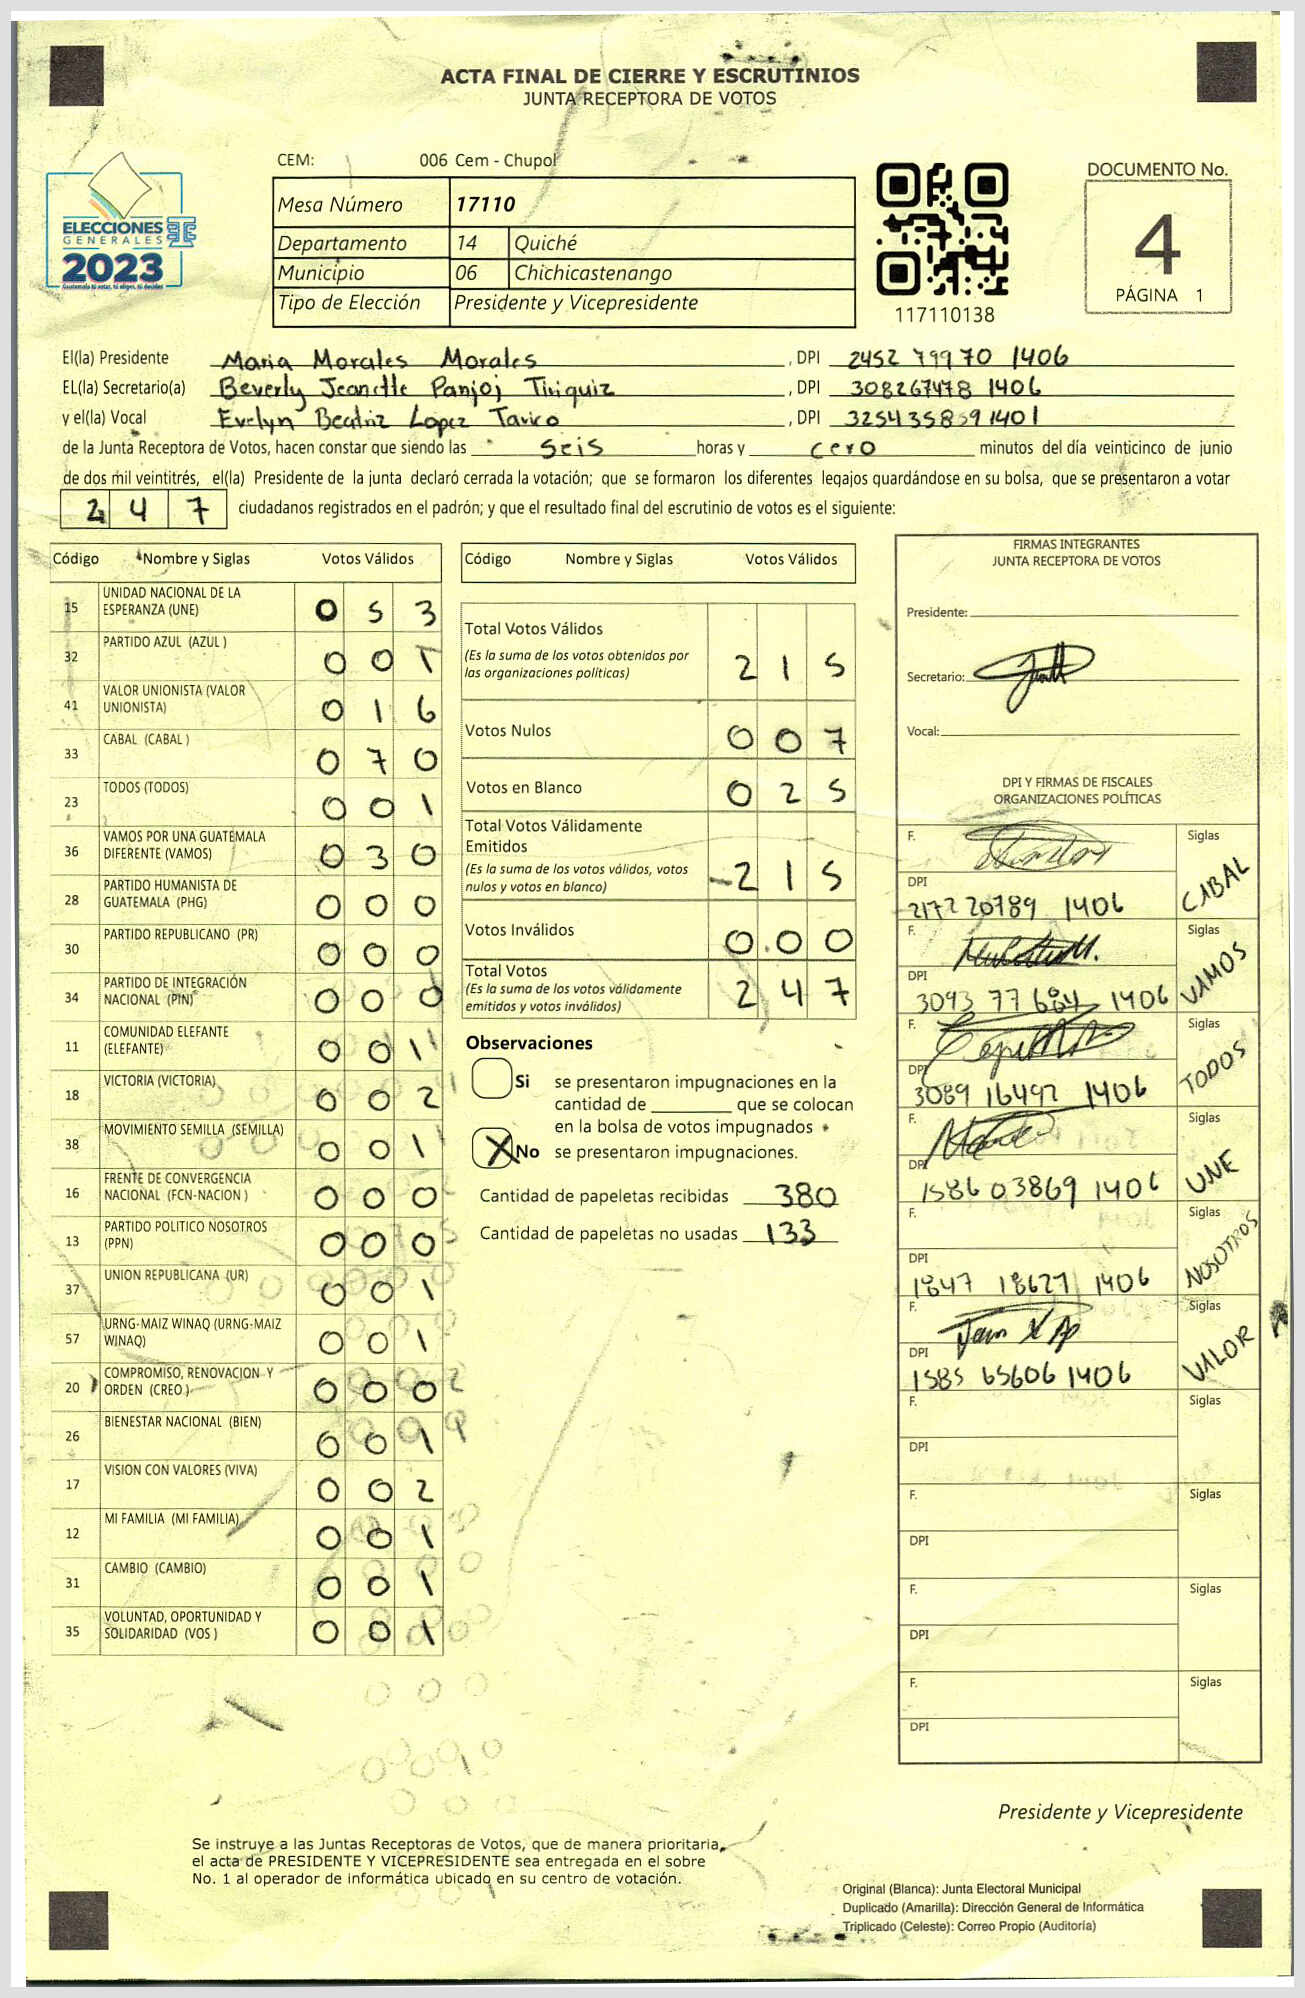 ACTA FINAL DE CIERRE Y ESCRUTINIOS
JUNTA RECEPTORA DE VOTOS
CEM: 006 Cem - Chupol
Mesa Número 17110
Departamento 14 Quiché
Municipio 06 Chichicastenango
Tipo de Elección Presidente y Vicepresidente
ELECCIONES
GENERALES
2023
Guatemala tú votas, tú eliges, tú decides
117110138
DOCUMENTO No.
4
PÁGINA 1
El(la) Presidente Maria Morales Morales , DPI 2452 79970 1406
EL(la) Secretario(a) Beverly Jeanette Panjoj Tiriquiz , DPI 308267478 1406
y el(la) Vocal Evelyn Beatriz Lopez Tavico , DPI 3254358591401
de la Junta Receptora de Votos, hacen constar que siendo las seis horas y cero minutos del día veinticinco de junio
de dos mil veintitrés, el(la) Presidente de la junta declaró cerrada la votación; que se formaron los diferentes legajos guardándose en su bolsa, que se presentaron a votar
2 4 7 ciudadanos registrados en el padrón; y que el resultado final del escrutinio de votos es el siguiente:
Código Nombre y Siglas Votos Válidos
15 UNIDAD NACIONAL DE LA
ESPERANZA (UNE) 0 5 3
32 PARTIDO AZUL (AZUL ) 0 0 1
41 VALOR UNIONISTA (VALOR
UNIONISTA) 0 1 6
33 CABAL (CABAL ) 0 7 0
23 TODOS (TODOS) 0 0 1
36 VAMOS POR UNA GUATEMALA
DIFERENTE (VAMOS) 0 3 0
28 PARTIDO HUMANISTA DE
GUATEMALA (PHG) 0 0 0
30 PARTIDO REPUBLICANO (PR) 0 0 0
34 PARTIDO DE INTEGRACIÓN
NACIONAL (PIN) 0 0 0
11 COMUNIDAD ELEFANTE
(ELEFANTE) 0 0 1
18 VICTORIA (VICTORIA) 0 0 2
38 MOVIMIENTO SEMILLA (SEMILLA) 0 0 1
16 FRENTE DE CONVERGENCIA
NACIONAL (FCN-NACION ) 0 0 0
13 PARTIDO POLITICO NOSOTROS
(PPN) 0 0 0
37 UNION REPUBLICANA (UR) 0 0 1
57 URNG-MAIZ WINAQ (URNG-MAIZ
WINAQ) 0 0 1
20 COMPROMISO, RENOVACION Y
ORDEN (CREO ) 0 0 0
26 BIENESTAR NACIONAL (BIEN) 0 0 1
17 VISION CON VALORES (VIVA) 0 0 2
12 MI FAMILIA (MI FAMILIA) 0 0 1
31 CAMBIO (CAMBIO) 0 0 1
35 VOLUNTAD, OPORTUNIDAD Y
SOLIDARIDAD (VOS ) 0 0 1
Código Nombre y Siglas Votos Válidos
Total Votos Válidos
(Es la suma de los votos obtenidos por
las organizaciones políticas) 2 1 5
Votos Nulos 0 0 7
Votos en Blanco 0 2 5
Total Votos Válidamente
Emitidos
(Es la suma de los votos válidos, votos
nulos y votos en blanco) 2 1 5
Votos Inválidos 0 0 0
Total Votos
(Es la suma de los votos válidamente
emitidos y votos inválidos) 2 4 7
Observaciones
Si se presentaron impugnaciones en la
cantidad de ________ que se colocan
en la bolsa de votos impugnados
X No se presentaron impugnaciones.
Cantidad de papeletas recibidas 380
Cantidad de papeletas no usadas 133
FIRMAS INTEGRANTES
JUNTA RECEPTORA DE VOTOS
Presidente:
Secretario:
Vocal:
DPI Y FIRMAS DE FISCALES
ORGANIZACIONES POLÍTICAS
F. Siglas
DPI CABAL
2172 20789 1406
F. Siglas
DPI VAMOS
3093 77 1406
F. Siglas
DPI TODOS
3089 16492 1406
F. Siglas
DPI UNE
1586 03869 1406
F. Siglas
DPI NOSOTROS
1847 18627 1406
F. Siglas
DPI VALOR
1585 65606 1406
F. Siglas
DPI
F. Siglas
DPI
F. Siglas
DPI
F. Siglas
DPI
Presidente y Vicepresidente
Se instruye a las Juntas Receptoras de Votos, que de manera prioritaria,
el acta de PRESIDENTE Y VICEPRESIDENTE sea entregada en el sobre
No. 1 al operador de informática ubicado en su centro de votación.
Original (Blanca): Junta Electoral Municipal
Duplicado (Amarilla): Dirección General de Informática
Triplicado (Celeste): Correo Propio (Auditoría)